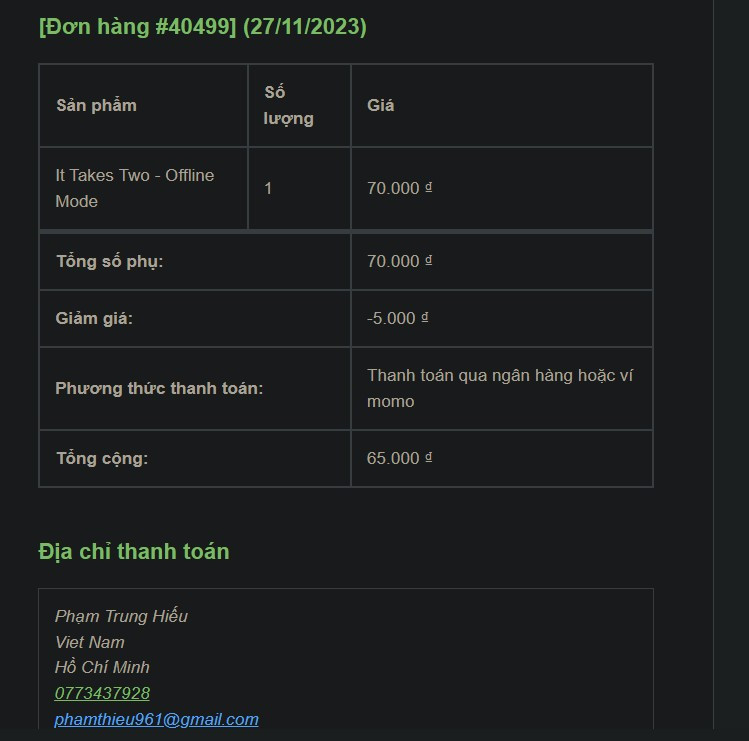 [Đơn hàng #40499] (27/11/2023)
Sản phẩm
Số
lượng
Giá
It Takes Two - Offline
Mode
1
70.000 ₫
Tổng số phụ:
70.000 ₫
Giảm giá:
-5.000 ₫
Phương thức thanh toán:
Thanh toán qua ngân hàng hoặc ví
momo
Tổng cộng:
65.000 ₫
Địa chỉ thanh toán
Phạm Trung Hiếu
Viet Nam
Hồ Chí Minh
0773437928
phamthieu961@gmail.com